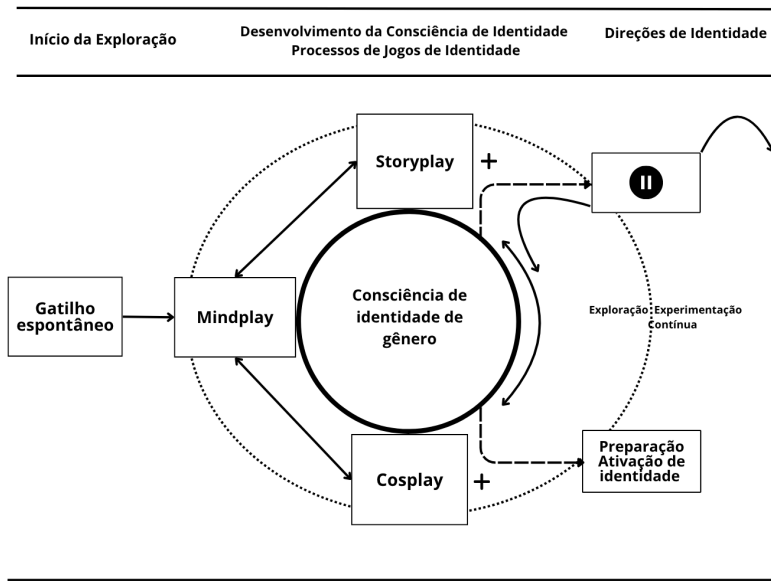 Início da Exploração
Desenvolvimento da Consciência de Identidade
Processos de Jogos de Identidade
Direções de Identidade
Storyplay
+
Gatilho
espontâneo
Mindplay
Consciência de
identidade de
gênero
Exploração Experimentação
Contínua
Cosplay
+
Preparação
Ativação de
identidade